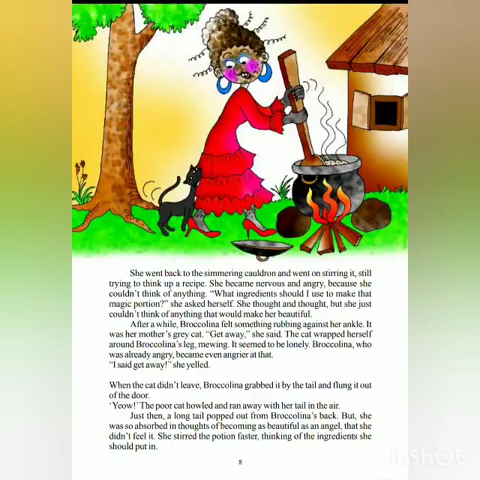 She went back to the simmering cauldron and went on stirring it, still
trying to think up a recipe. She became nervous and angry, because she
couldn't think of anything. "What ingredients should I use to make that
magic portion?" she asked herself. She thought and thought, but she just
couldn't think of anything that would make her beautiful.
After a while, Broccolina felt something rubbing against her ankle. It
was her mother's grey cat. "Get away," she said. The cat wrapped herself
around Broccolina's leg, mewing. It seemed to be lonely. Broccolina, who
was already angry, became even angrier at that.
"I said get away!" she yelled.
When the cat didn't leave, Broccolina grabbed it by the tail and flung it out
of the door.
'Yeow!' The poor cat howled and ran away with her tail in the air.
Just then, a long tail popped out from Broccolina's back. But, she
was so absorbed in thoughts of becoming as beautiful as an angel, that she
didn't feel it. She stirred the potion faster, thinking of the ingredients she
should put in.
8
InShOt